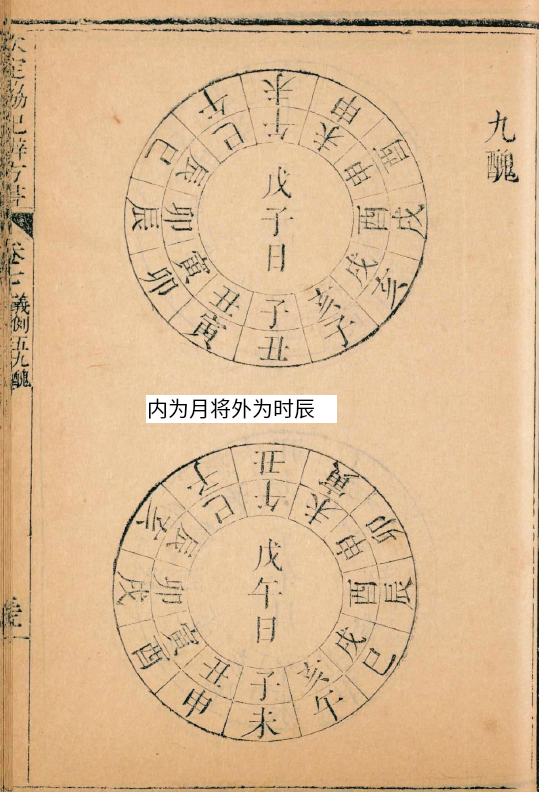 九醜
未申酉戌亥子丑寅卯辰巳午
午未申酉戌亥子丑寅卯辰巳
戊子日
内为月将外为时辰
丑寅卯辰巳午未申酉戌亥子
午未申酉戌亥子丑寅卯辰巳
戊午日
定協紀辨方書
卷七 義例五九醜